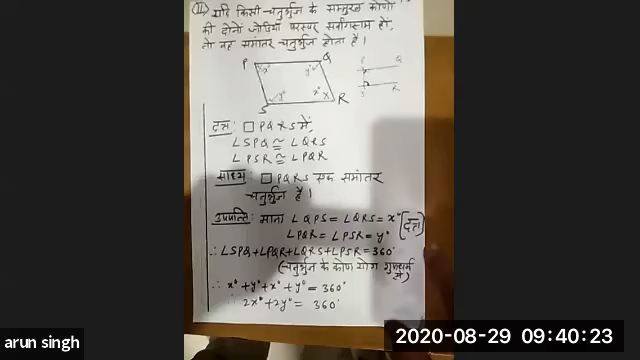 II) यदि किसी चतुर्भुज के सम्मुख कोणों
की दोनों जोड़ियां परस्पर सर्वांगसम हों,
तो वह समांतर चतुर्भुज होता है।
P Q P Q
x° y°
y° x° x
S R S R
दत्त: □ PQRS में,
∠SPQ ≅ ∠QRS
∠PSR ≅ ∠PQR
साध्य: □ PQRS एक समांतर
चतुर्भुज है।
उपपत्ति: माना ∠QPS = ∠QRS = x° (दत्त)
∠PQR = ∠PSR = y°
∴ ∠SPQ+∠PQR+∠QRS+∠PSR = 360°
(चतुर्भुज के कोण योग गुणधर्म से)
∴ x° + y° + x° + y° = 360°
∴ 2x° + 2y° = 360°
arun singh
2020-08-29 09:40:23